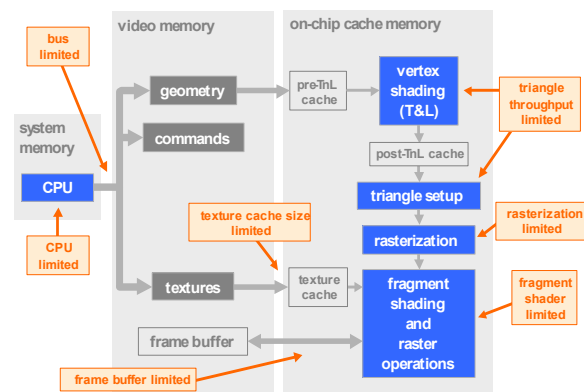 video memory
on-chip cache memory
bus
limited
geometry
pre-TnL
cache
vertex
shading
(T&L)
triangle
throughput
limited
system
memory
commands
post-TnL cache
CPU
triangle setup
texture cache size
limited
rasterization
rasterization
limited
CPU
limited
textures
texture
cache
fragment
shading
and
raster
operations
fragment
shader
limited
frame buffer
frame buffer limited